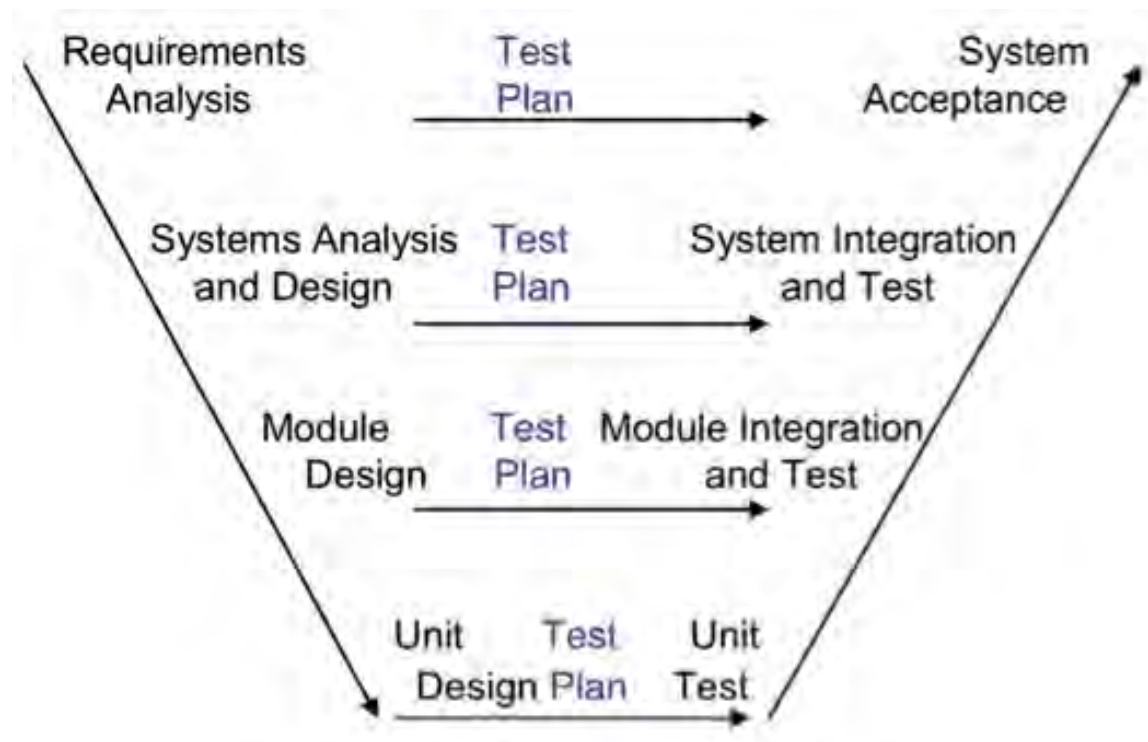 Requirements
Analysis
Test
Plan
System
Acceptance
Systems Analysis
and Design
Test
Plan
System Integration
and Test
Module
Design
Test
Plan
Module Integration
and Test
Unit
Design
Test
Plan
Unit
Test